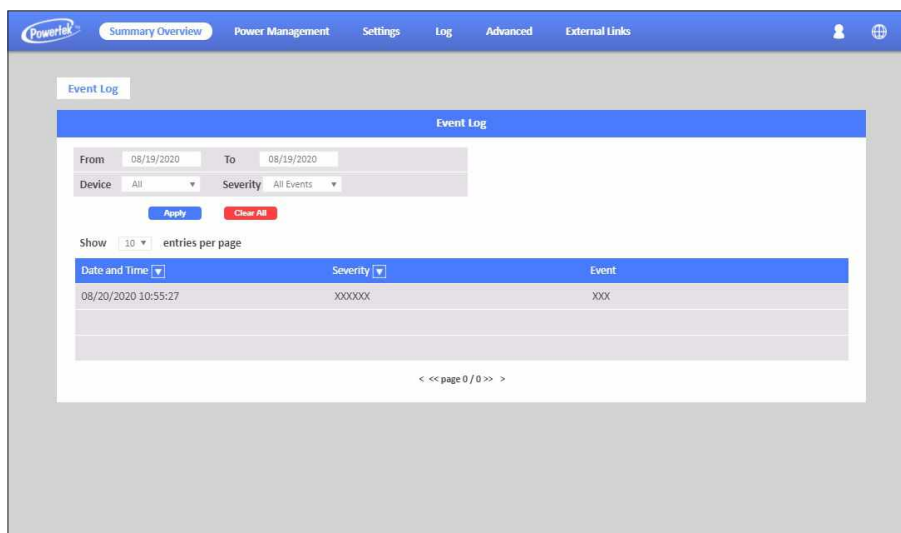 Powertek™ Summary Overview Power Management Settings Log Advanced External Links
Event Log
Event Log
From 08/19/2020 To 08/19/2020
Device All Severity All Events
Apply Clear All
Show 10 entries per page
Date and Time Severity Event
08/20/2020 10:55:27 XXXXXX XXX
< << page 0 / 0 >> >